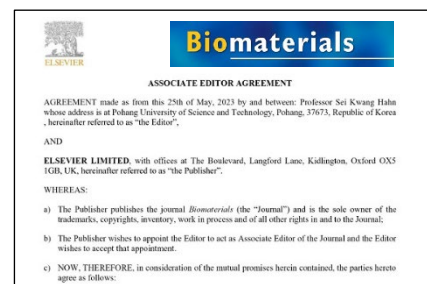 ELSEVIER
Biomaterials
ASSOCIATE EDITOR AGREEMENT
AGREEMENT made as from this 25th of May, 2023 by and between: Professor Sei Kwang Hahn
whose address is at Pohang University of Science and Technology, Pohang, 37673, Republic of Korea
, hereinafter referred to as “the Editor”,
AND
ELSEVIER LIMITED, with offices at The Boulevard, Langford Lane, Kidlington, Oxford OX5
1GB, UK, hereinafter referred to as “the Publisher”.
WHEREAS:
a) The Publisher publishes the journal Biomaterials (the “Journal”) and is the sole owner of the
trademarks, copyrights, inventory, work in process and of all other rights in and to the Journal;
b) The Publisher wishes to appoint the Editor to act as Associate Editor of the Journal and the Editor
wishes to accept that appointment.
c) NOW, THEREFORE, in consideration of the mutual promises herein contained, the parties hereto
agree as follows: